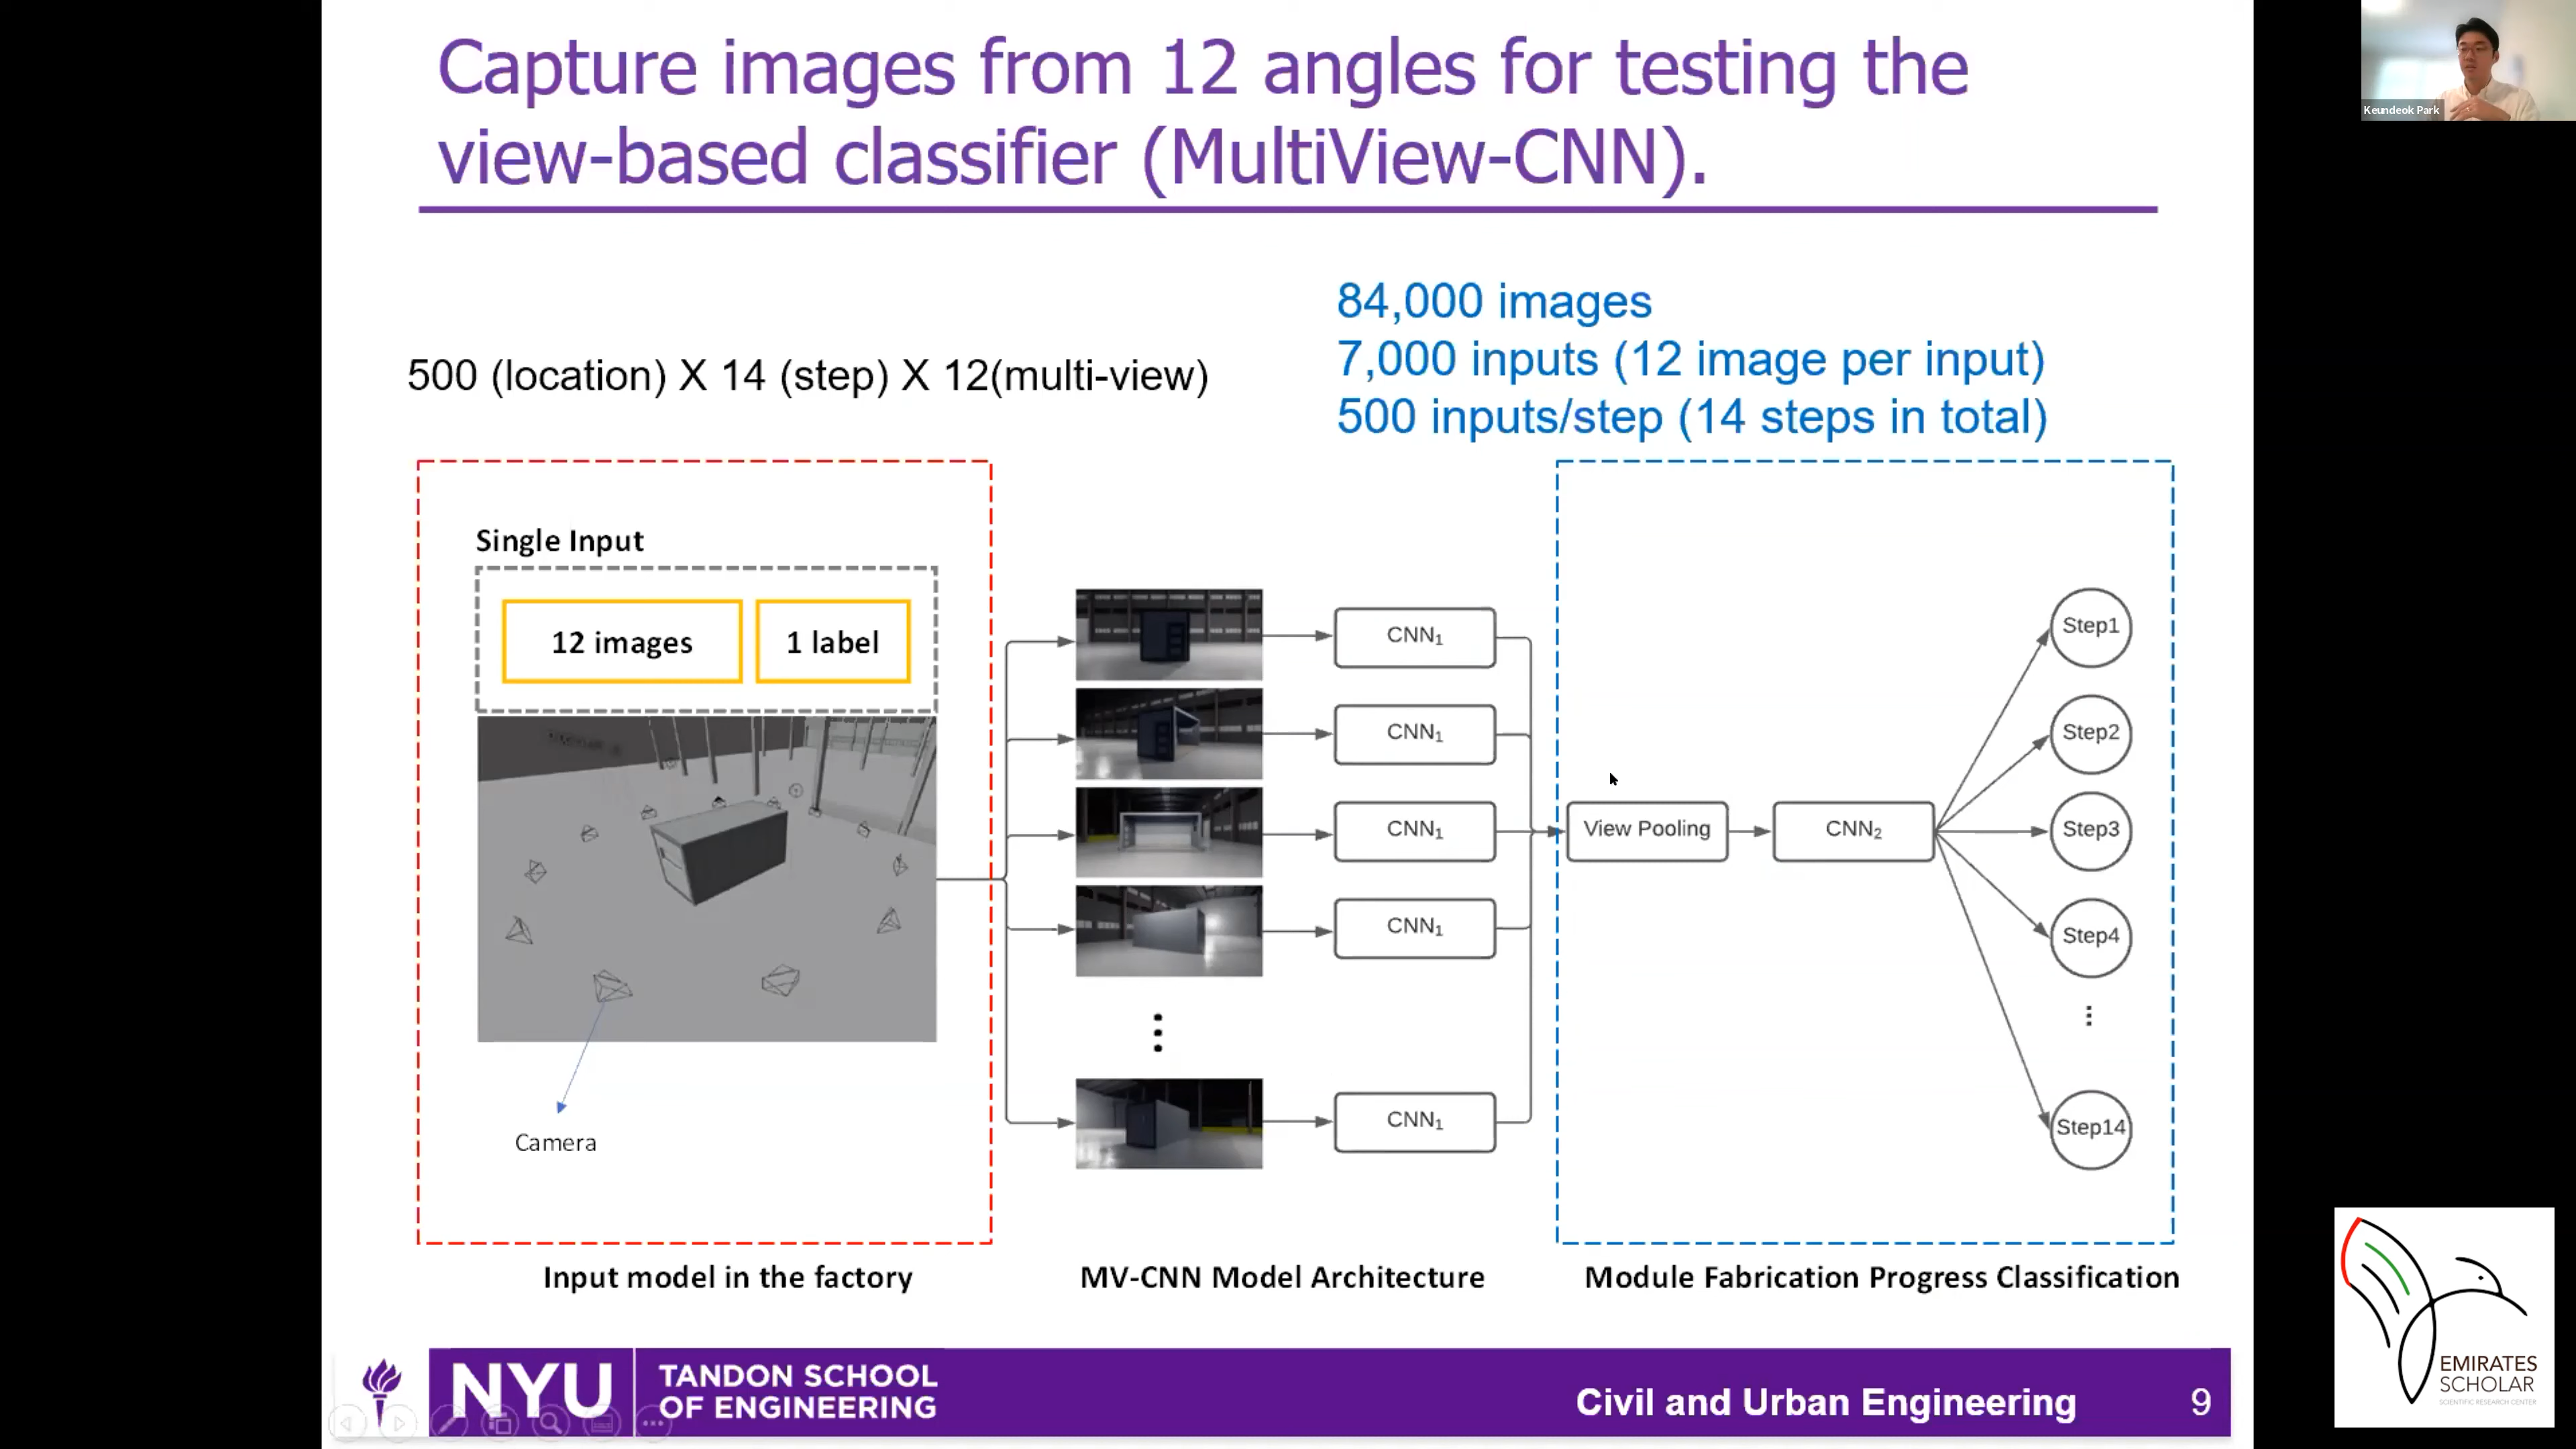 Capture images from 12 angles for testing the
view-based classifier (MultiView-CNN).
Keundeok Park
500 (location) X 14 (step) X 12(multi-view)
84,000 images
7,000 inputs (12 image per input)
500 inputs/step (14 steps in total)
Single Input
12 images
1 label
Camera
CNN1
CNN1
CNN1
CNN1
CNN1
View Pooling
CNN2
Step1
Step2
Step3
Step4
Step14
Input model in the factory
MV-CNN Model Architecture
Module Fabrication Progress Classification
NYU
TANDON SCHOOL
OF ENGINEERING
Civil and Urban Engineering
9
EMIRATES
SCHOLAR
SCIENTIFIC RESEARCH CENTER